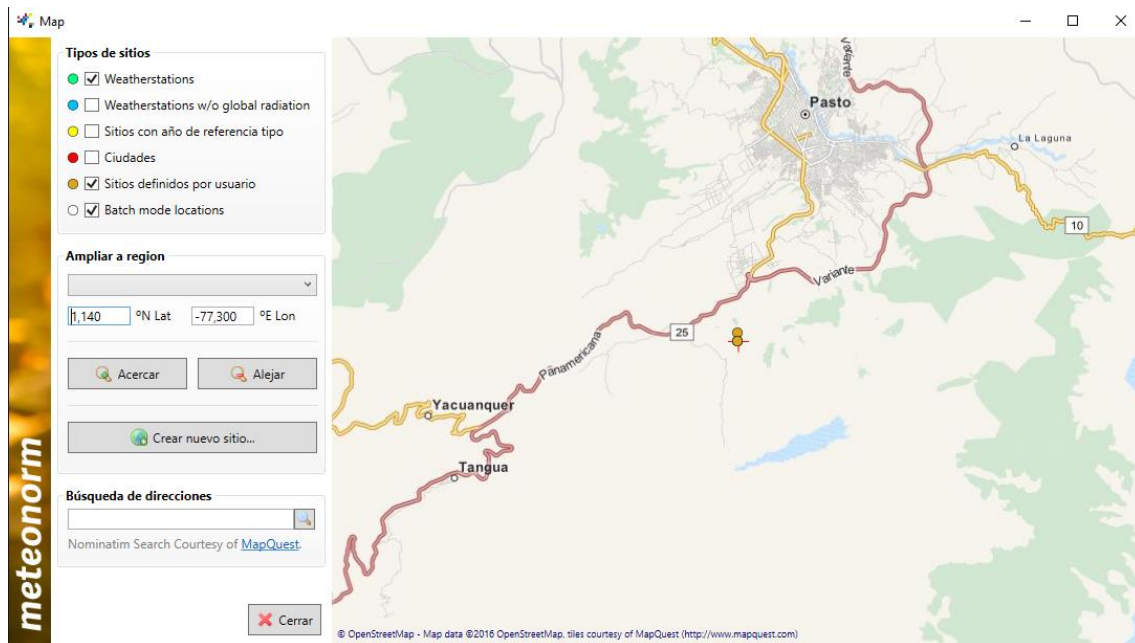 Map
Tipos de sitios
Weatherstations
Weatherstations w/o global radiation
Sitios con año de referencia tipo
Ciudades
Sitios definidos por usuario
Batch mode locations
Ampliar a region
1,140 ºN Lat -77,300 ºE Lon
Acercar Alejar
Crear nuevo sitio...
Búsqueda de direcciones
Nominatim Search Courtesy of MapQuest.
Cerrar
meteonorm
Variante
Pasto
La Laguna
10
Variante
25
Panamericana
Yacuanquer
Tangua
© OpenStreetMap - Map data ©2016 OpenStreetMap, tiles courtesy of MapQuest (http://www.mapquest.com)